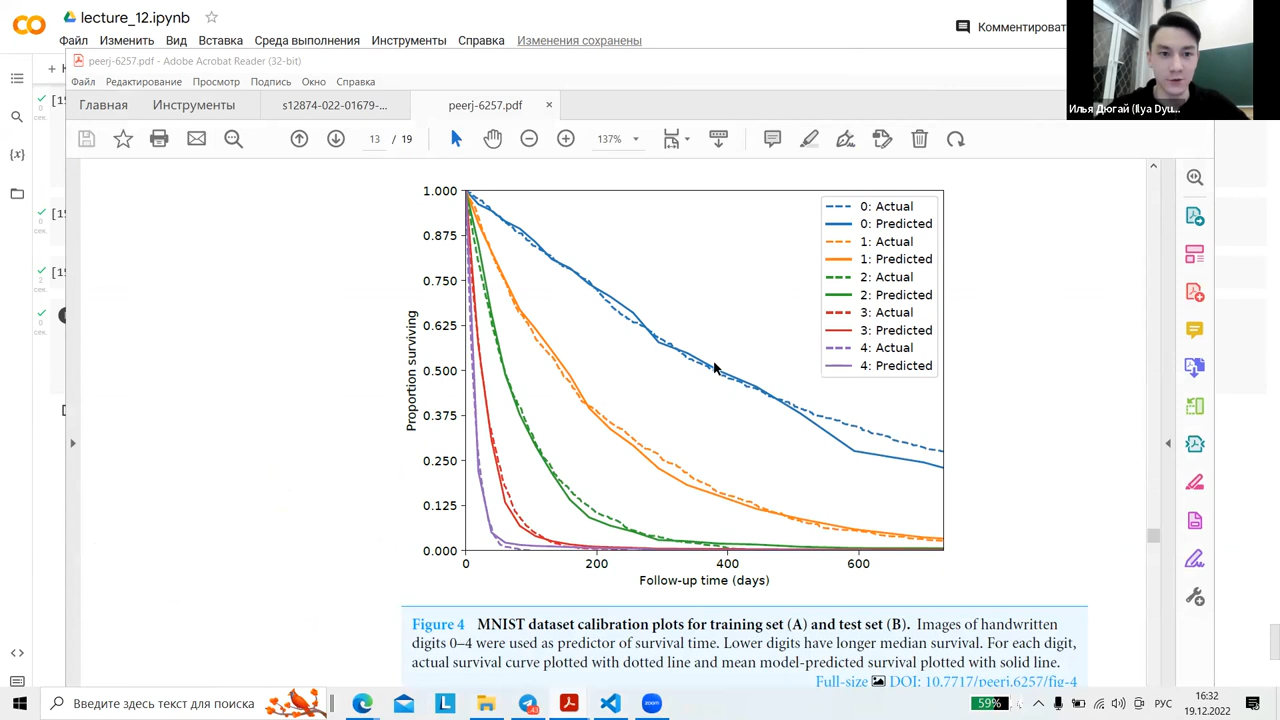 lecture_12.ipynb
Комментироват
Файл Изменить Вид Вставка Среда выполнения Инструменты Справка Изменения сохранены
peerj-6257.pdf - Adobe Acrobat Reader (32-bit)
Файл Редактирование Просмотр Подпись Окно Справка
Илья Дюгай (Ilya Dyu...
Главная Инструменты s12874-022-01679-... peerj-6257.pdf
13 / 19 137%
{x}
сек.
сек.
сек.
сек.
Proportion surviving
1.000
0.875
0.750
0.625
0.500
0.375
0.250
0.125
0.000
0: Actual
0: Predicted
1: Actual
1: Predicted
2: Actual
2: Predicted
3: Actual
3: Predicted
4: Actual
4: Predicted
0 200 400 600
Follow-up time (days)
Figure 4 MNIST dataset calibration plots for training set (A) and test set (B). Images of handwritten
digits 0–4 were used as predictor of survival time. Lower digits have longer median survival. For each digit,
actual survival curve plotted with dotted line and mean model-predicted survival plotted with solid line.
Full-size DOI: 10.7717/peerj.6257/fig-4
Введите здесь текст для поиска
zoom
59%
РУС
16:32
19.12.2022